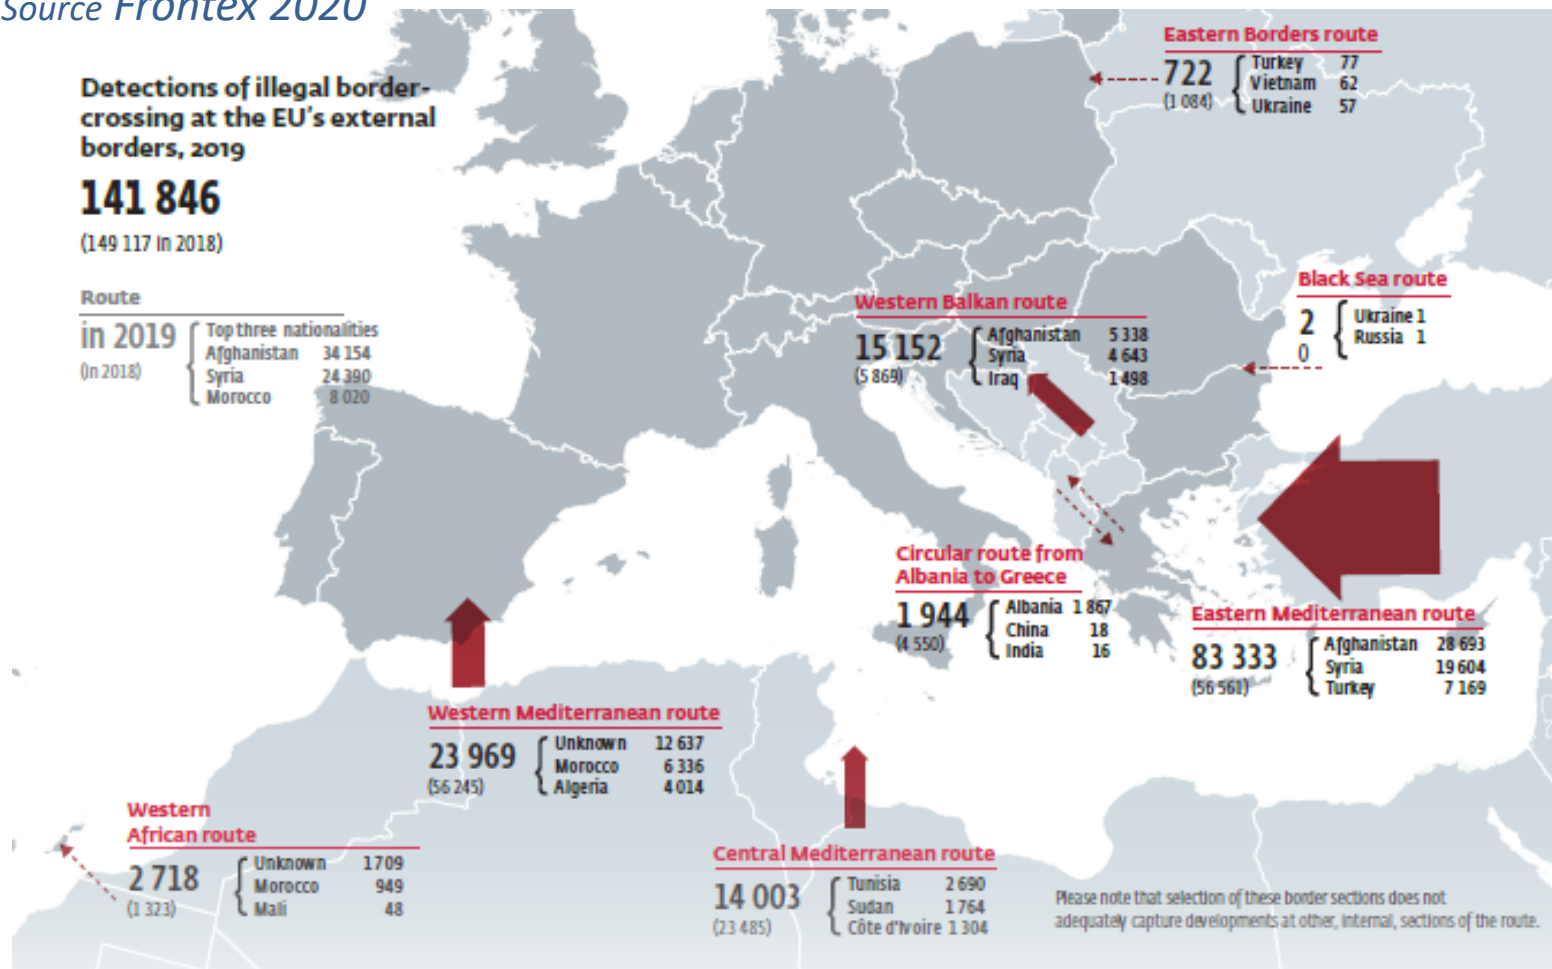 Source Frontex 2020
Detections of illegal border-
crossing at the EU's external
borders, 2019
141 846
(149 117 in 2018)
Route
in 2019
(in 2018)
Top three nationalities
Afghanistan 34 154
Syria 24 390
Morocco 8 020
Eastern Borders route
722
(1 084)
Turkey 77
Vietnam 62
Ukraine 57
Black Sea route
2
0
Ukraine 1
Russia 1
Western Balkan route
15 152
(5 869)
Afghanistan 5 338
Syria 4 643
Iraq 1 498
Circular route from
Albania to Greece
1 944
(4 550)
Albania 1 867
China 18
India 16
Eastern Mediterranean route
83 333
(56 561)
Afghanistan 28 693
Syria 19 604
Turkey 7 169
Western Mediterranean route
23 969
(56 245)
Unknown 12 637
Morocco 6 336
Algeria 4 014
Western
African route
2 718
(1 323)
Unknown 1709
Morocco 949
Mali 48
Central Mediterranean route
14 003
(23 485)
Tunisia 2 690
Sudan 1 764
Côte d'Ivoire 1 304
Please note that selection of these border sections does not
adequately capture developments at other, internal, sections of the route.